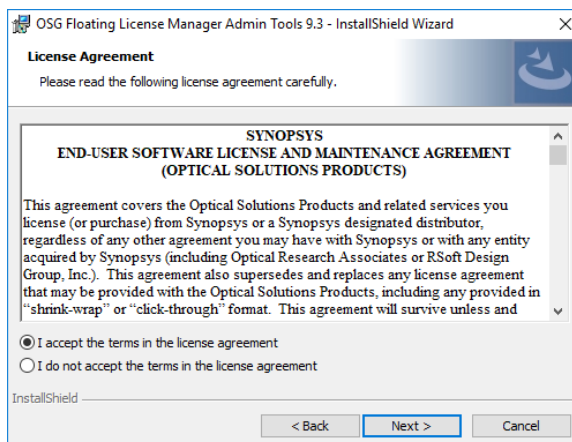 OSG Floating License Manager Admin Tools 9.3 - InstallShield Wizard
License Agreement
Please read the following license agreement carefully.
SYNOPSYS
END-USER SOFTWARE LICENSE AND MAINTENANCE AGREEMENT
(OPTICAL SOLUTIONS PRODUCTS)
This agreement covers the Optical Solutions Products and related services you
license (or purchase) from Synopsys or a Synopsys designated distributor,
regardless of any other agreement you may have with Synopsys or with any entity
acquired by Synopsys (including Optical Research Associates or RSoft Design
Group, Inc.).  This agreement also supersedes and replaces any license agreement
that may be provided with the Optical Solutions Products, including any provided in
“shrink-wrap” or “click-through” format.  This agreement will survive unless and
I accept the terms in the license agreement
I do not accept the terms in the license agreement
InstallShield
< Back Next > Cancel